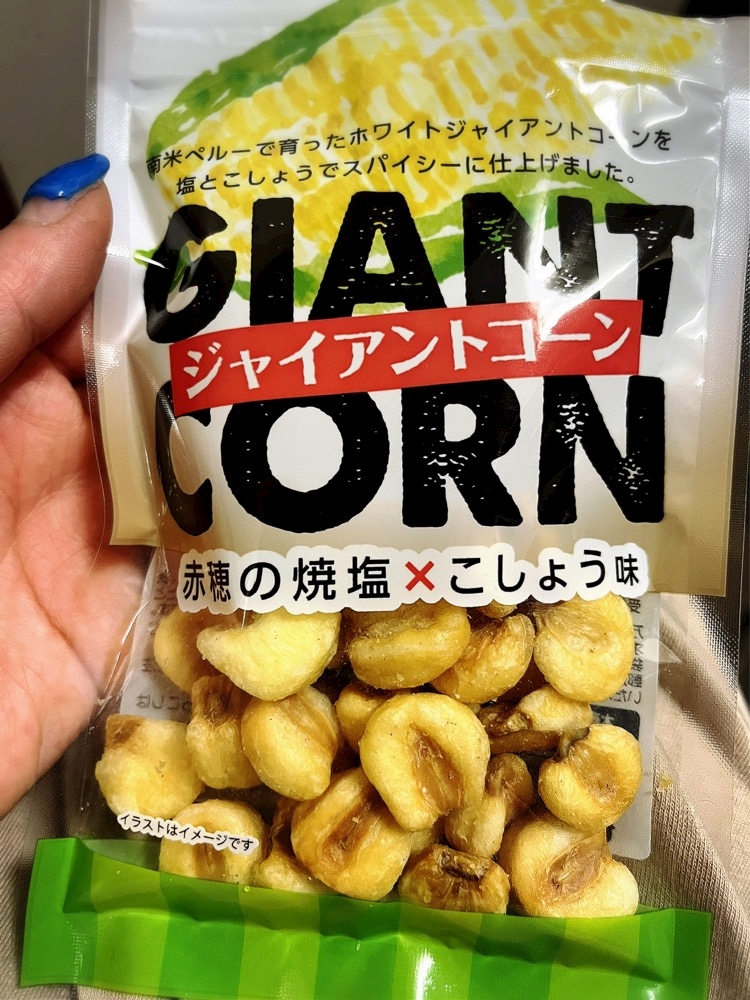 南米ペルーで育ったホワイトジャイアントコーンを
塩とこしょうでスパイシーに仕上げました。
GIANT
ジャイアントコーン
CORN
赤穂の焼塩×こしょう味
イラストはイメージです